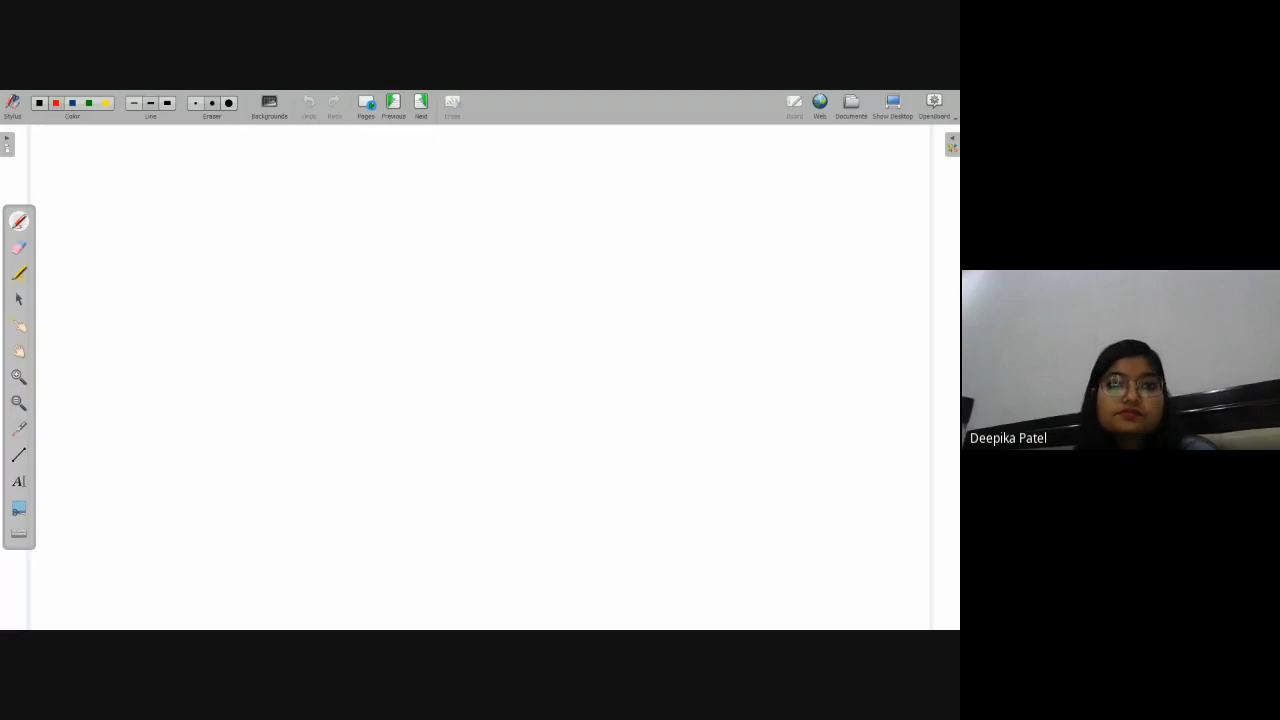 Stylus
Color
Line
Eraser
Backgrounds
Undo
Redo
Pages
Previous
Next
Erase
Board
Web
Documents
Show Desktop
OpenBoard
A
Deepika Patel